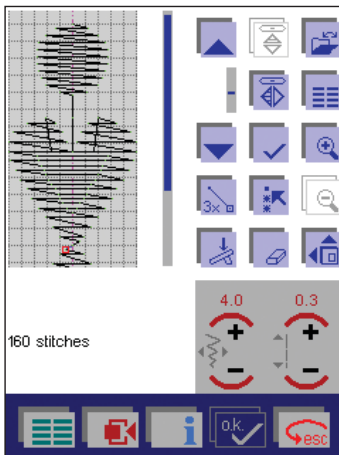 3x
4.0 0.3
160 stitches
i
o.k.
esc